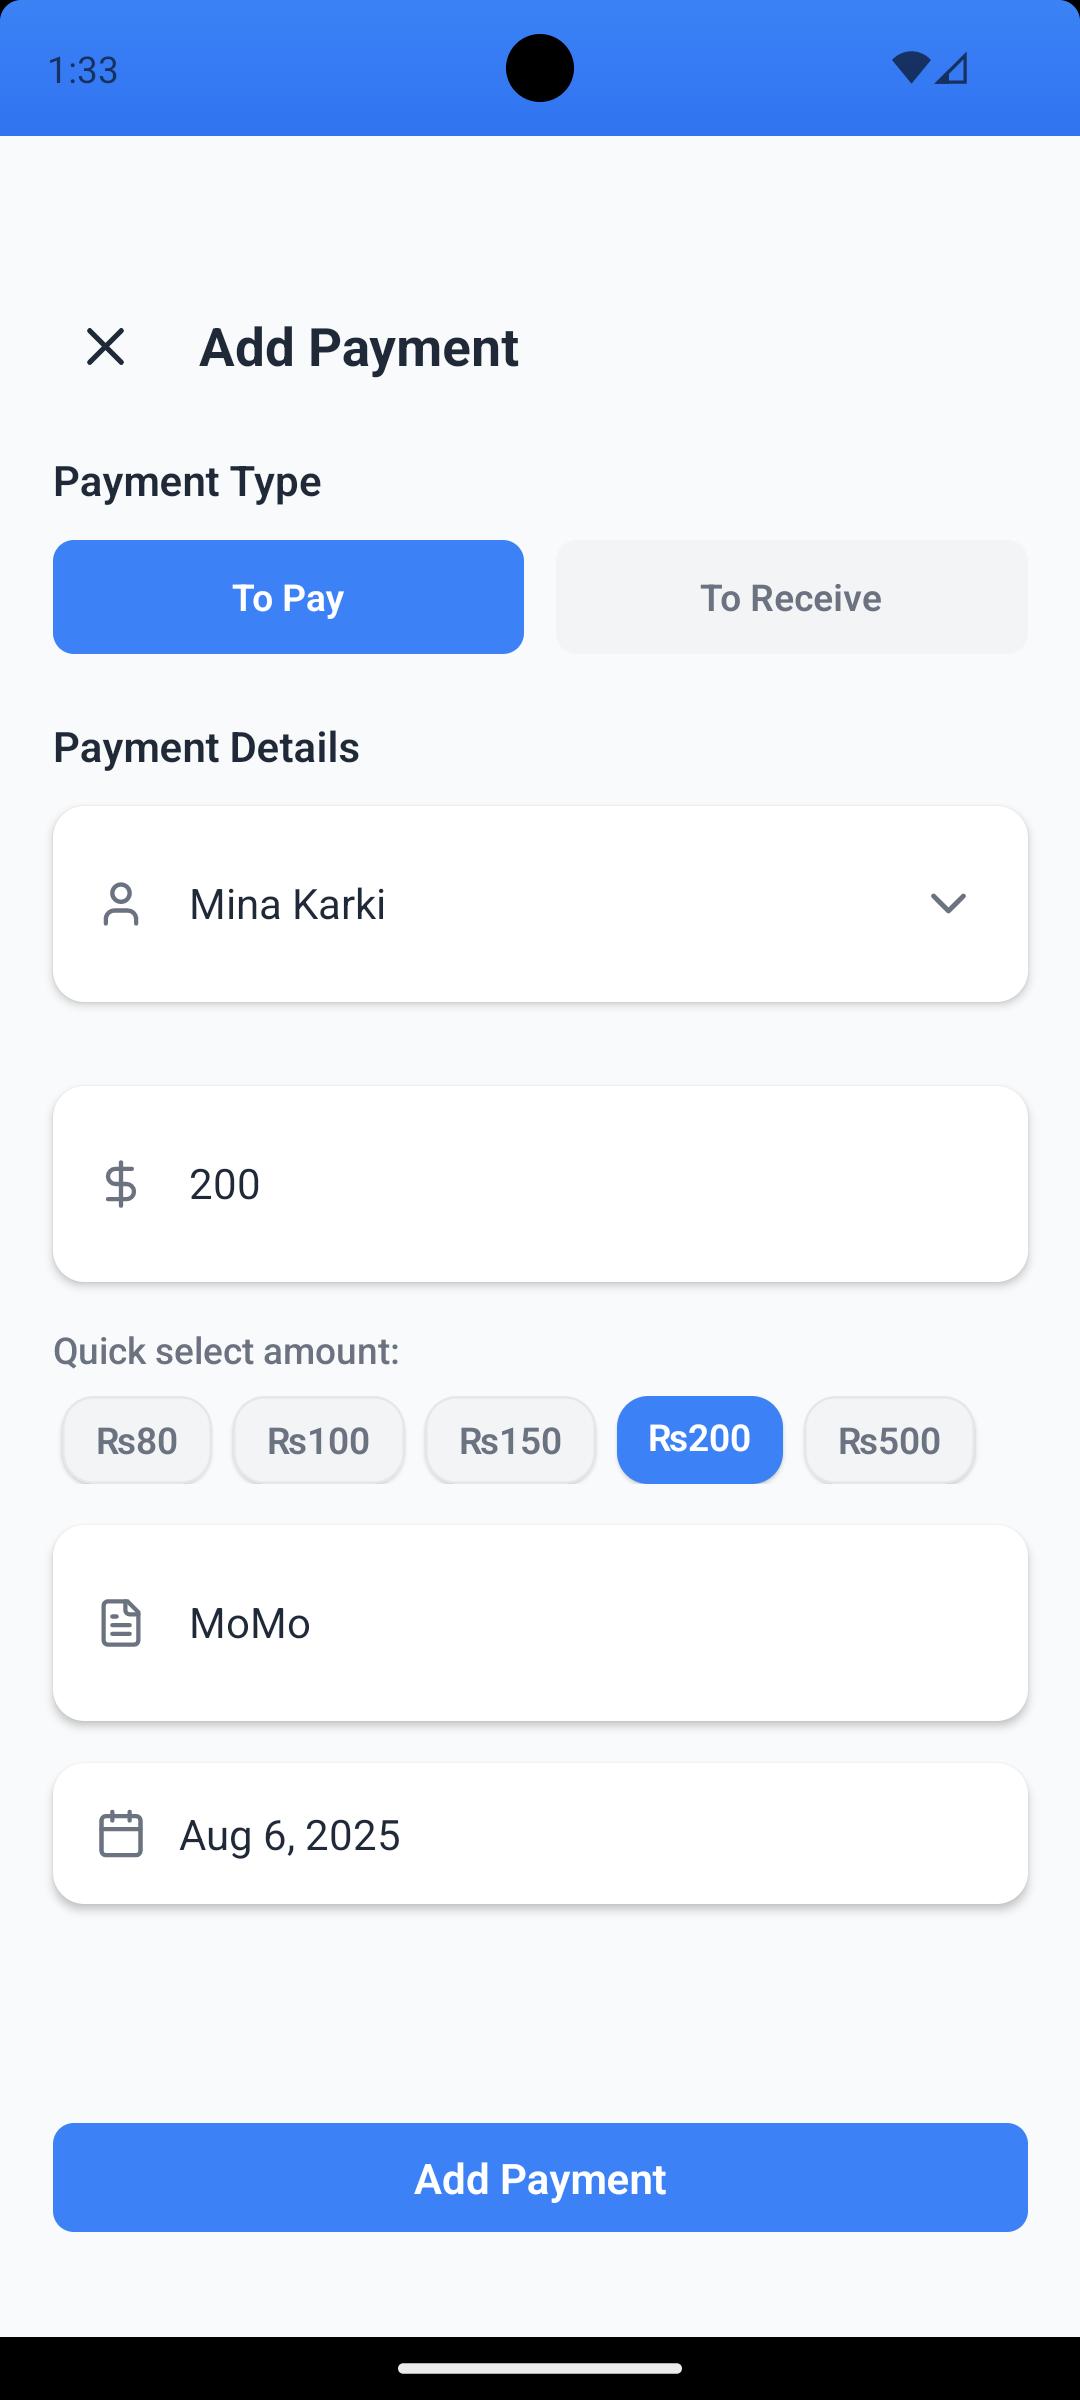 1:33
Add Payment
Payment Type
To Pay
To Receive
Payment Details
Mina Karki
200
Quick select amount:
₨80
₨100
₨150
₨200
₨500
MoMo
Aug 6, 2025
Add Payment